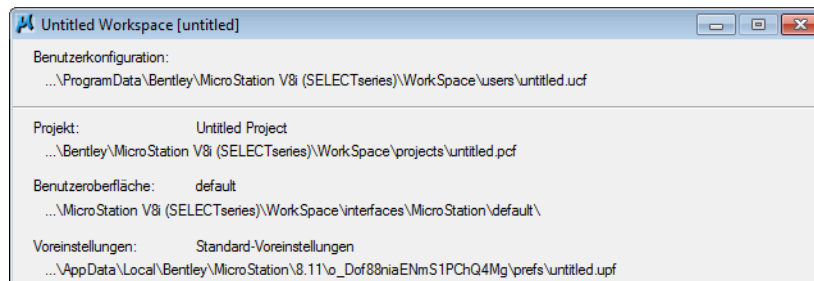 Untitled Workspace [untitled]
Benutzerkonfiguration:
...\ProgramData\Bentley\MicroStation V8i (SELECTseries)\WorkSpace\users\untitled.ucf
Projekt: Untitled Project
...\Bentley\MicroStation V8i (SELECTseries)\WorkSpace\projects\untitled.pcf
Benutzeroberfläche: default
...\MicroStation V8i (SELECTseries)\WorkSpace\interfaces\MicroStation\default\
Voreinstellungen: Standard-Voreinstellungen
...\AppData\Local\Bentley\MicroStation\8.11\o_Dof88niaENmS1PChQ4Mg\prefs\untitled.upf